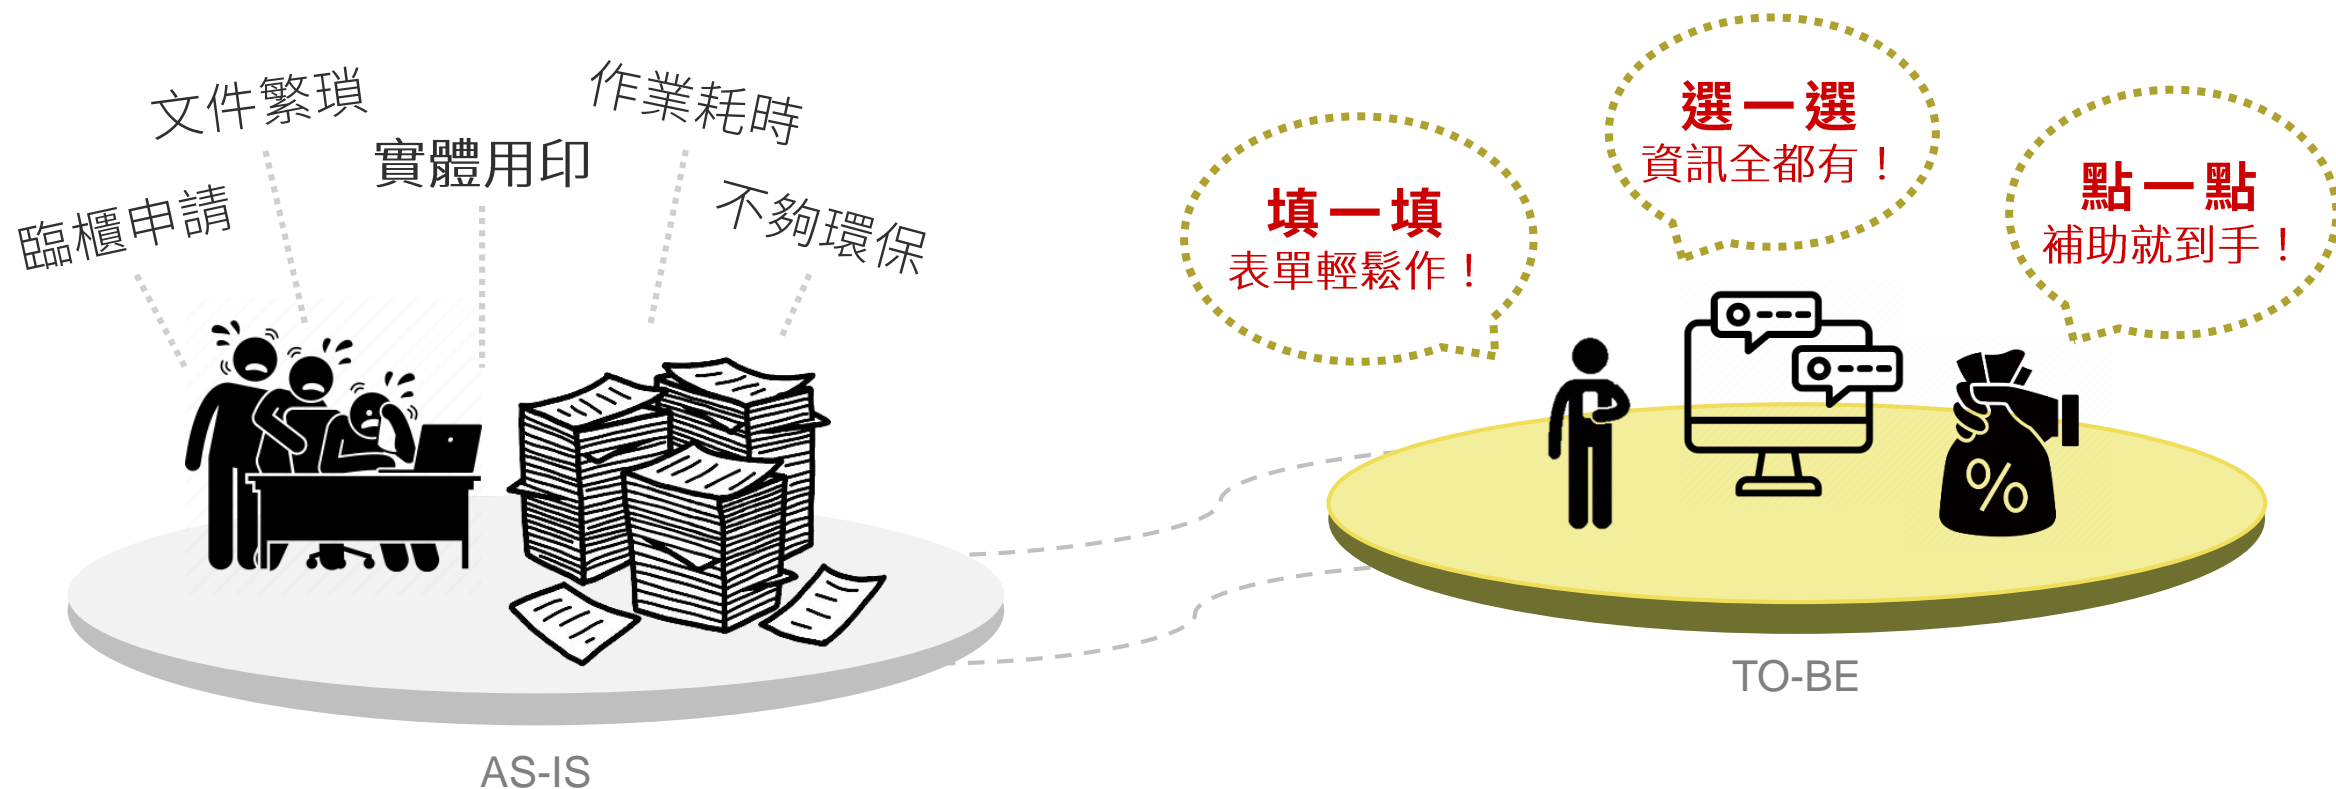 臨櫃申請
文件繁瑣
實體用印
作業耗時
不夠環保
AS-IS
填一填
表單輕鬆作！
選一選
資訊全都有！
點一點
補助就到手！
%
TO-BE